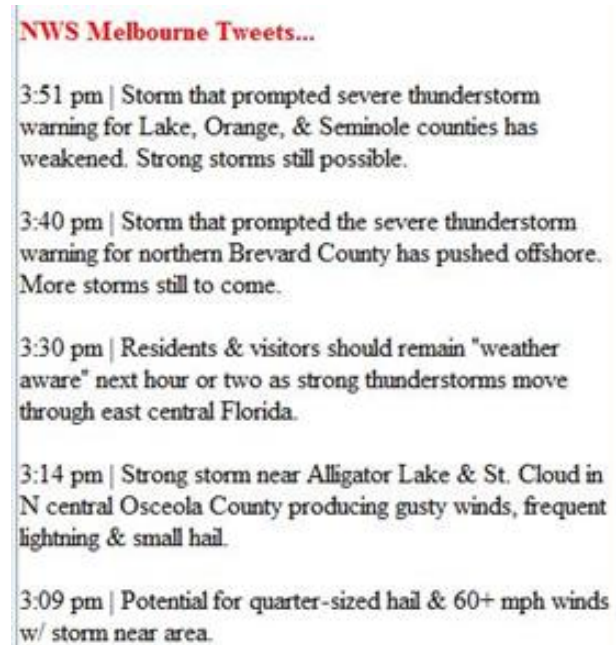 NWS Melbourne Tweets...
3:51 pm | Storm that prompted severe thunderstorm
warning for Lake, Orange, & Seminole counties has
weakened. Strong storms still possible.
3:40 pm | Storm that prompted the severe thunderstorm
warning for northern Brevard County has pushed offshore.
More storms still to come.
3:30 pm | Residents & visitors should remain "weather
aware" next hour or two as strong thunderstorms move
through east central Florida.
3:14 pm | Strong storm near Alligator Lake & St. Cloud in
N central Osceola County producing gusty winds, frequent
lightning & small hail.
3:09 pm | Potential for quarter-sized hail & 60+ mph winds
w/ storm near area.